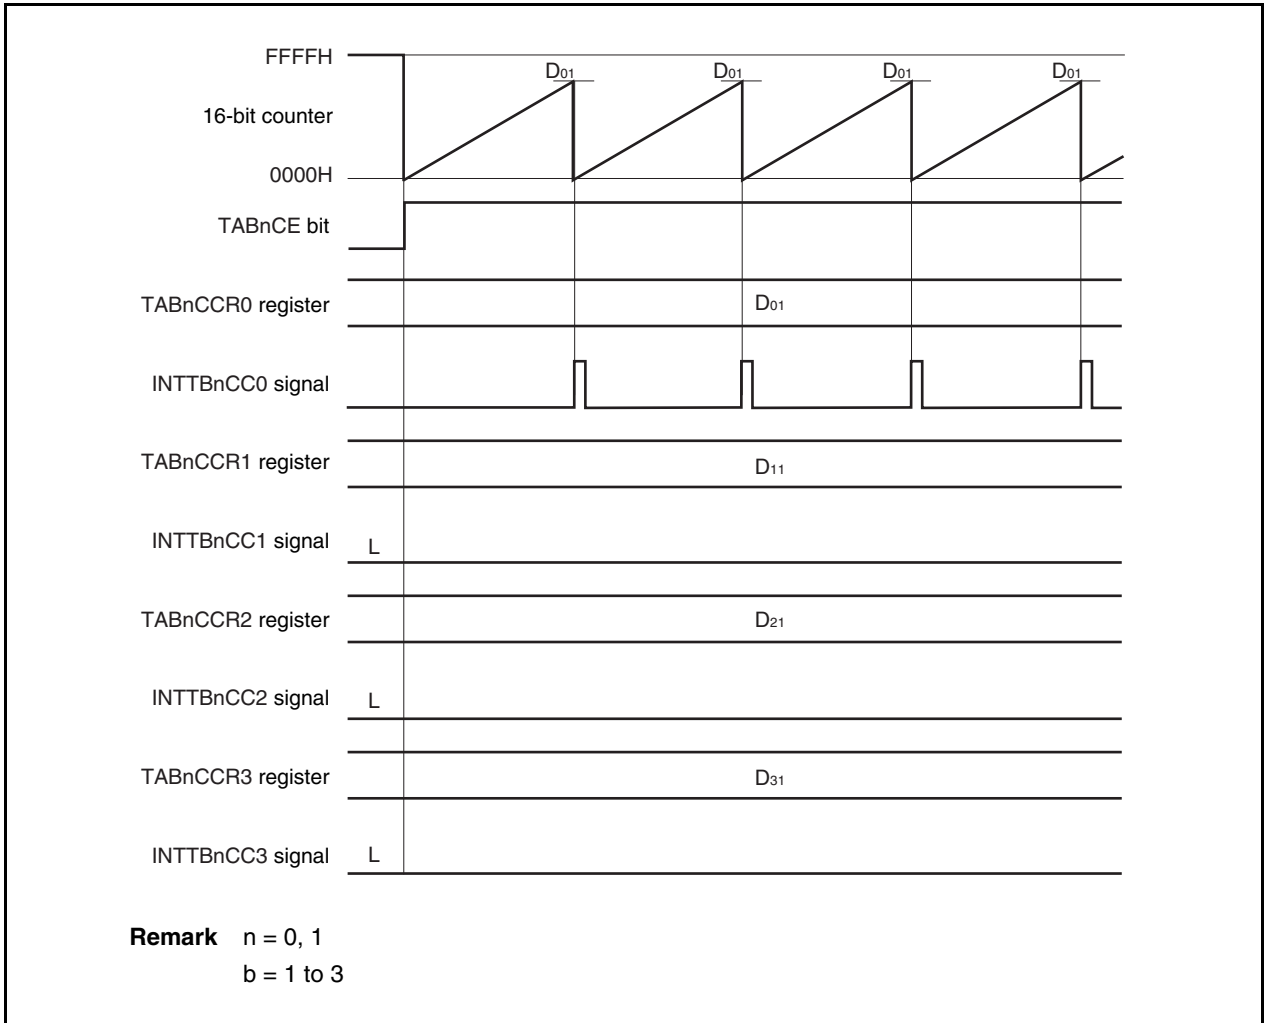 FFFFH
D01 D01 D01 D01
16-bit counter
0000H
TABnCE bit
TABnCCR0 register D01
INTTBnCC0 signal
TABnCCR1 register D11
INTTBnCC1 signal L
TABnCCR2 register D21
INTTBnCC2 signal L
TABnCCR3 register D31
INTTBnCC3 signal L
Remark n = 0, 1
b = 1 to 3